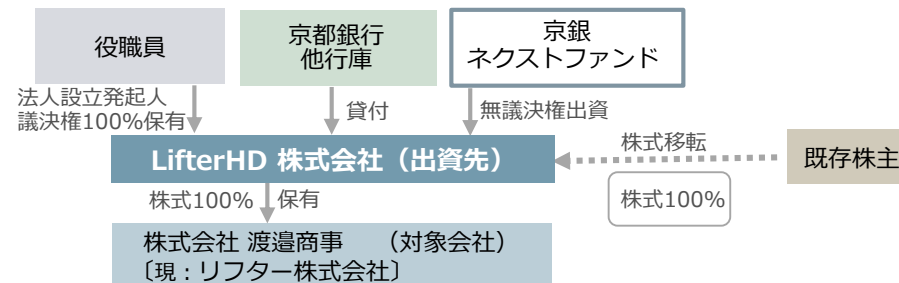 役職員
京都銀行
他行庫
京銀
ネクストファンド
法人設立発起人
議決権100%保有
貸付
無議決権出資
LifterHD 株式会社（出資先）
株式移転
既存株主
株式100%
株式100% 保有
株式会社 渡邉商事 （対象会社）
〔現：リフター株式会社〕